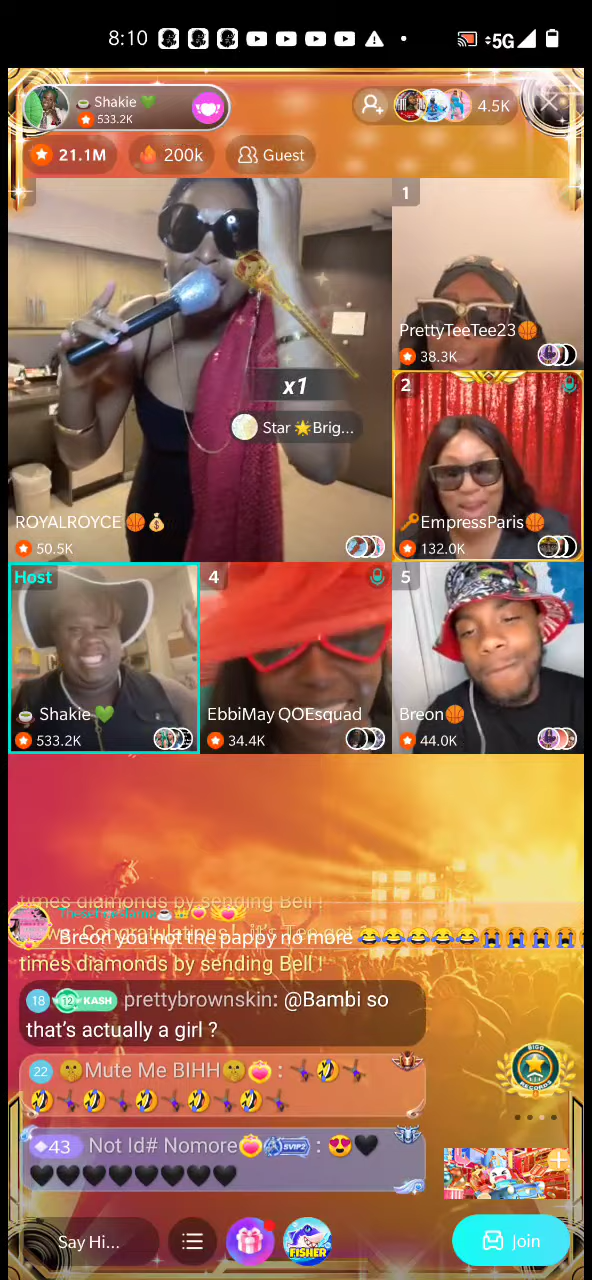 8:10
5G
Shakie 💚
533.2K
4.5K
21.1M
200k
Guest
1
PrettyTeeTee23🏀
38.3K
x1
Star 🌟Brig...
ROYALROYCE 🏀💰
50.5K
2
🔑EmpressParis🏀
132.0K
Host
🍵 Shakie 💚
533.2K
4
EbbiMay QOEsquad
34.4K
5
Breon🏀
44.0K
times diamonds by sending Bell !
Breon you not the pappy no more 😂😂😂😂😂😭😭😭😭
times diamonds by sending Bell !
18 12 KASH prettybrownskin: @Bambi so
that's actually a girl ?
22 🤫Mute Me BIHH🤫 :
43 Not Id# Nomore SVIP2 : 😍🖤
🖤🖤🖤🖤🖤🖤🖤🖤🖤
BIGO
RECORDS
Say Hi...
FISHER
Join